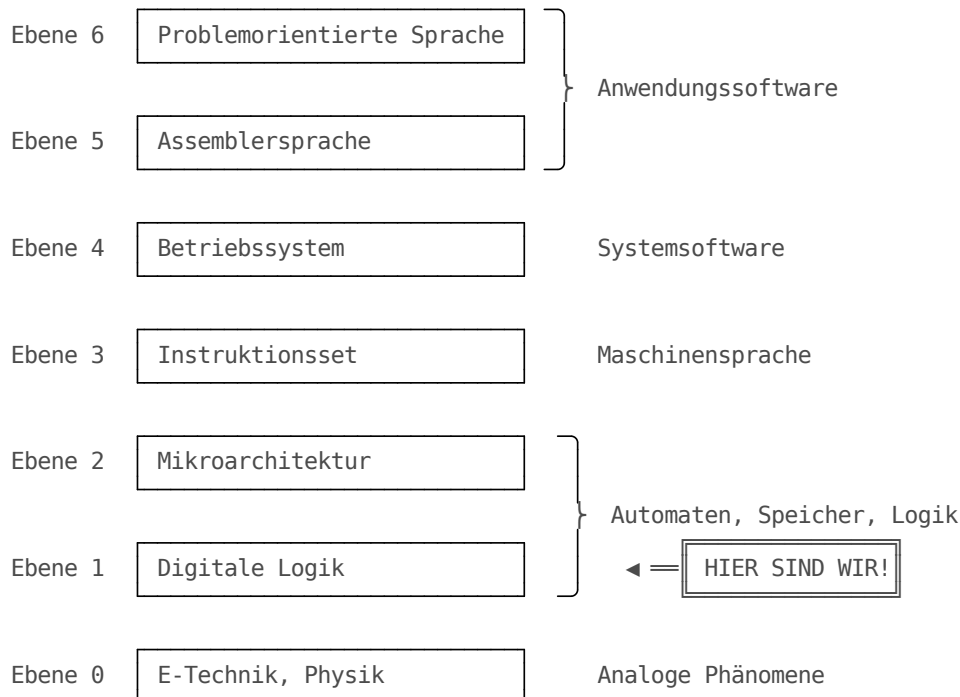 Ebene 6 Problemorientierte Sprache
Anwendungssoftware
Ebene 5 Assemblersprache
Ebene 4 Betriebssystem Systemsoftware
Ebene 3 Instruktionsset Maschinensprache
Ebene 2 Mikroarchitektur
Automaten, Speicher, Logik
Ebene 1 Digitale Logik HIER SIND WIR!
Ebene 0 E-Technik, Physik Analoge Phänomene